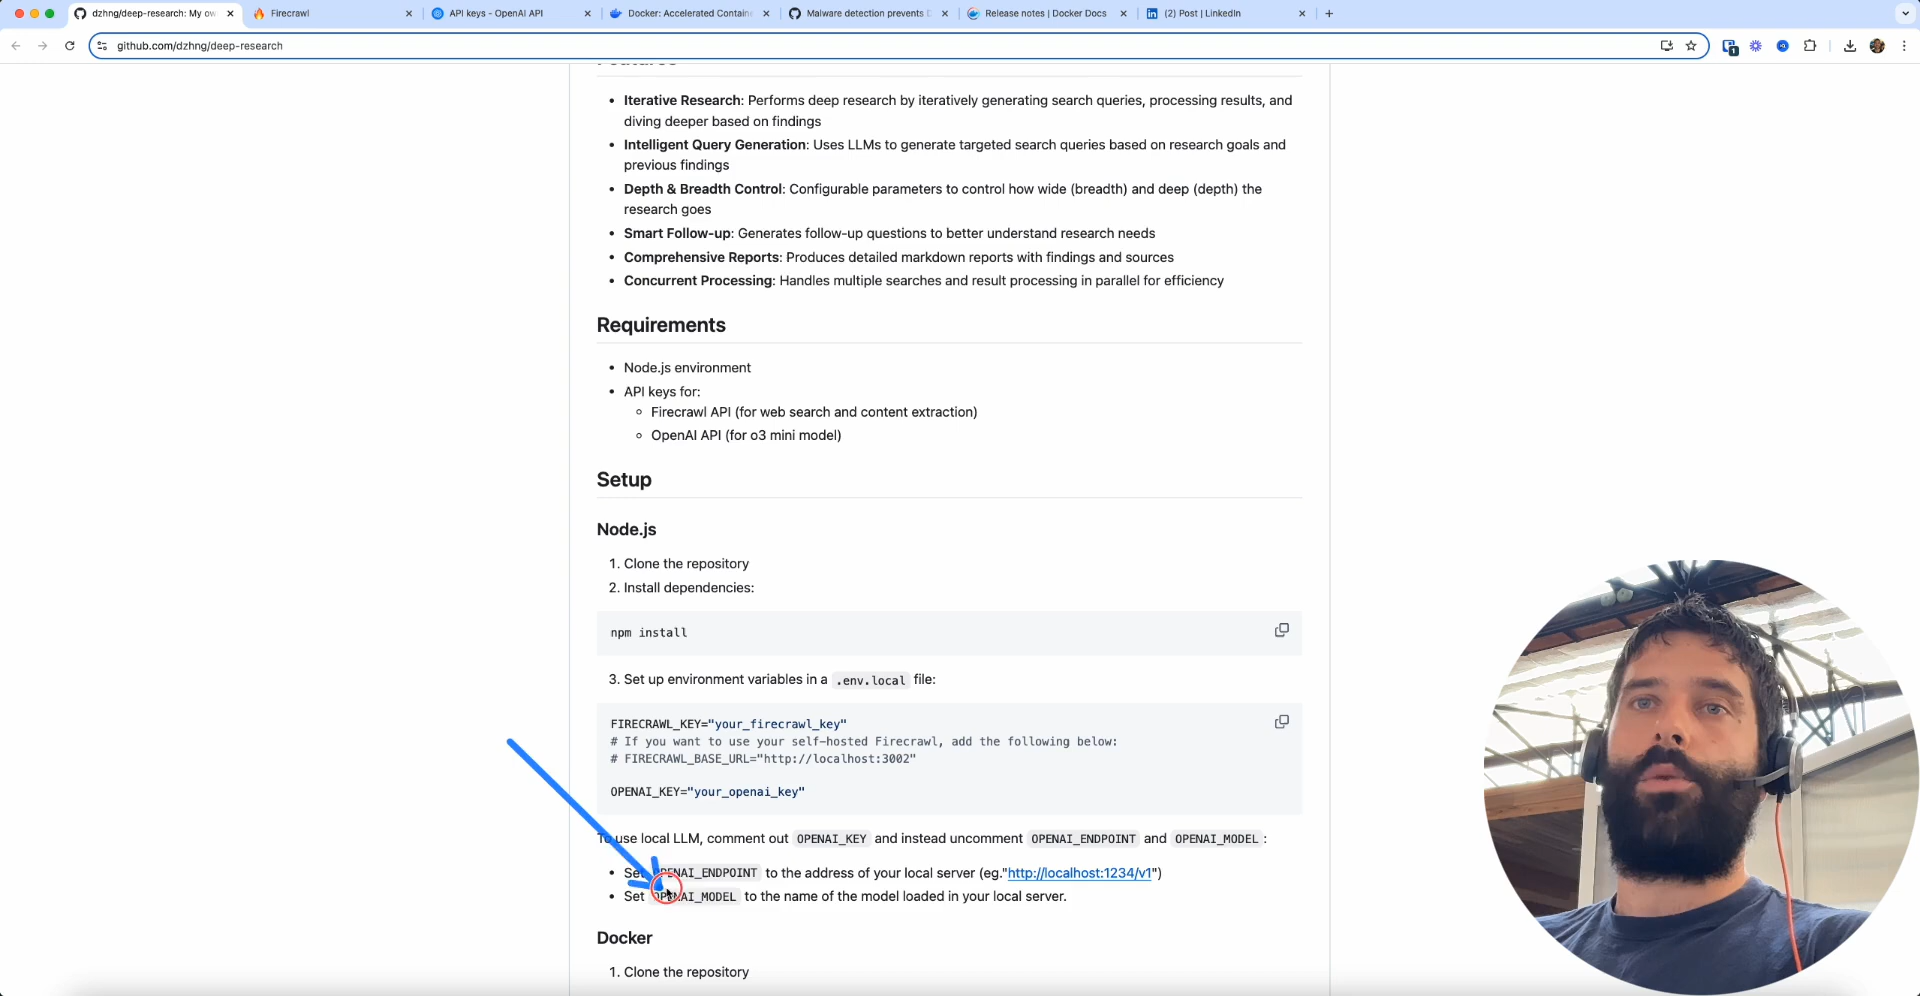 dzhng/deep-research: My ow
Firecrawl
API keys - OpenAI API
Docker: Accelerated Containe
Malware detection prevents D
Release notes | Docker Docs
(2) Post | LinkedIn
github.com/dzhng/deep-research
1
Features
• Iterative Research: Performs deep research by iteratively generating search queries, processing results, and
diving deeper based on findings
• Intelligent Query Generation: Uses LLMs to generate targeted search queries based on research goals and
previous findings
• Depth & Breadth Control: Configurable parameters to control how wide (breadth) and deep (depth) the
research goes
• Smart Follow-up: Generates follow-up questions to better understand research needs
• Comprehensive Reports: Produces detailed markdown reports with findings and sources
• Concurrent Processing: Handles multiple searches and result processing in parallel for efficiency
Requirements
• Node.js environment
• API keys for:
◦ Firecrawl API (for web search and content extraction)
◦ OpenAI API (for o3 mini model)
Setup
Node.js
1. Clone the repository
2. Install dependencies:
npm install
3. Set up environment variables in a .env.local file:
FIRECRAWL_KEY="your_firecrawl_key"
# If you want to use your self-hosted Firecrawl, add the following below:
# FIRECRAWL_BASE_URL="http://localhost:3002"
OPENAI_KEY="your_openai_key"
To use local LLM, comment out OPENAI_KEY and instead uncomment OPENAI_ENDPOINT and OPENAI_MODEL:
• Set OPENAI_ENDPOINT to the address of your local server (eg."http://localhost:1234/v1")
• Set OPENAI_MODEL to the name of the model loaded in your local server.
Docker
1. Clone the repository